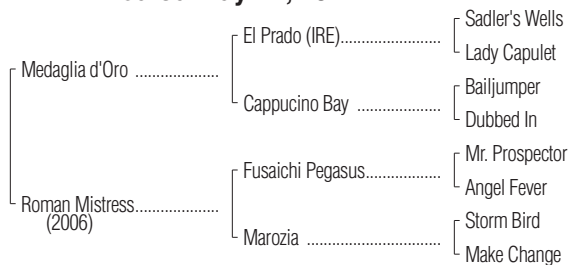 Sadler's Wells
El Prado (IRE)....................
Lady Capulet
Medaglia d'Oro ....................
Bailjumper
Cappucino Bay ....................
Dubbed In
Mr. Prospector
Fusaichi Pegasus..................
Angel Fever
Roman Mistress....................
(2006)
Storm Bird
Marozia ................................
Make Change